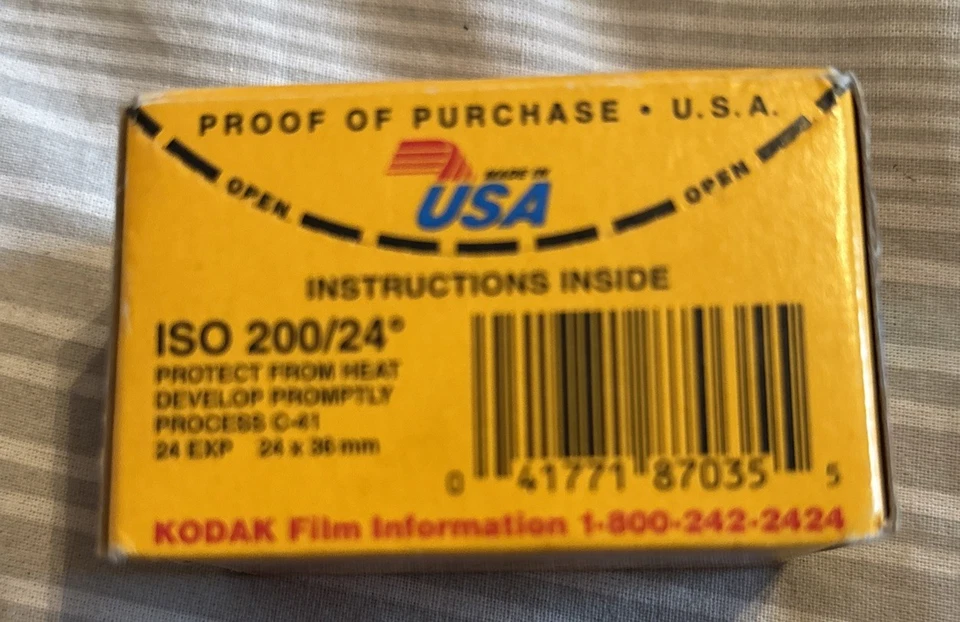 PROOF OF PURCHASE • U.S.A.
MADE IN
USA
OPEN OPEN
INSTRUCTIONS INSIDE
ISO 200/24°
PROTECT FROM HEAT
DEVELOP PROMPTLY
PROCESS C-41
24 EXP 24 x 36 mm
0 41771 87035 5
KODAK Film Information 1-800-242-2424